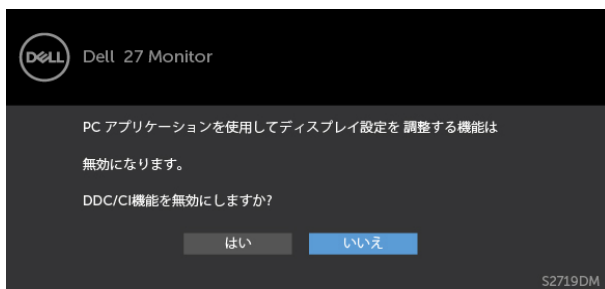 DELL Dell 27 Monitor
PC アプリケーションを使用してディスプレイ設定を 調整する機能は
無効になります。
DDC/CI機能を無効にしますか?
はい いいえ
S2719DM